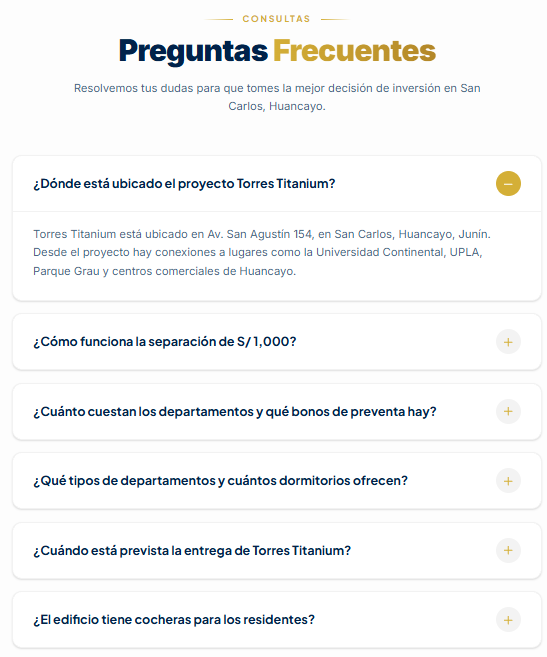 CONSULTAS
Preguntas Frecuentes
Resolvemos tus dudas para que tomes la mejor decisión de inversión en San
Carlos, Huancayo.
¿Dónde está ubicado el proyecto Torres Titanium?
Torres Titanium está ubicado en Av. San Agustín 154, en San Carlos, Huancayo, Junín.
Desde el proyecto hay conexiones a lugares como la Universidad Continental, UPLA,
Parque Grau y centros comerciales de Huancayo.
¿Cómo funciona la separación de S/ 1,000?
¿Cuánto cuestan los departamentos y qué bonos de preventa hay?
¿Qué tipos de departamentos y cuántos dormitorios ofrecen?
¿Cuándo está prevista la entrega de Torres Titanium?
¿El edificio tiene cocheras para los residentes?